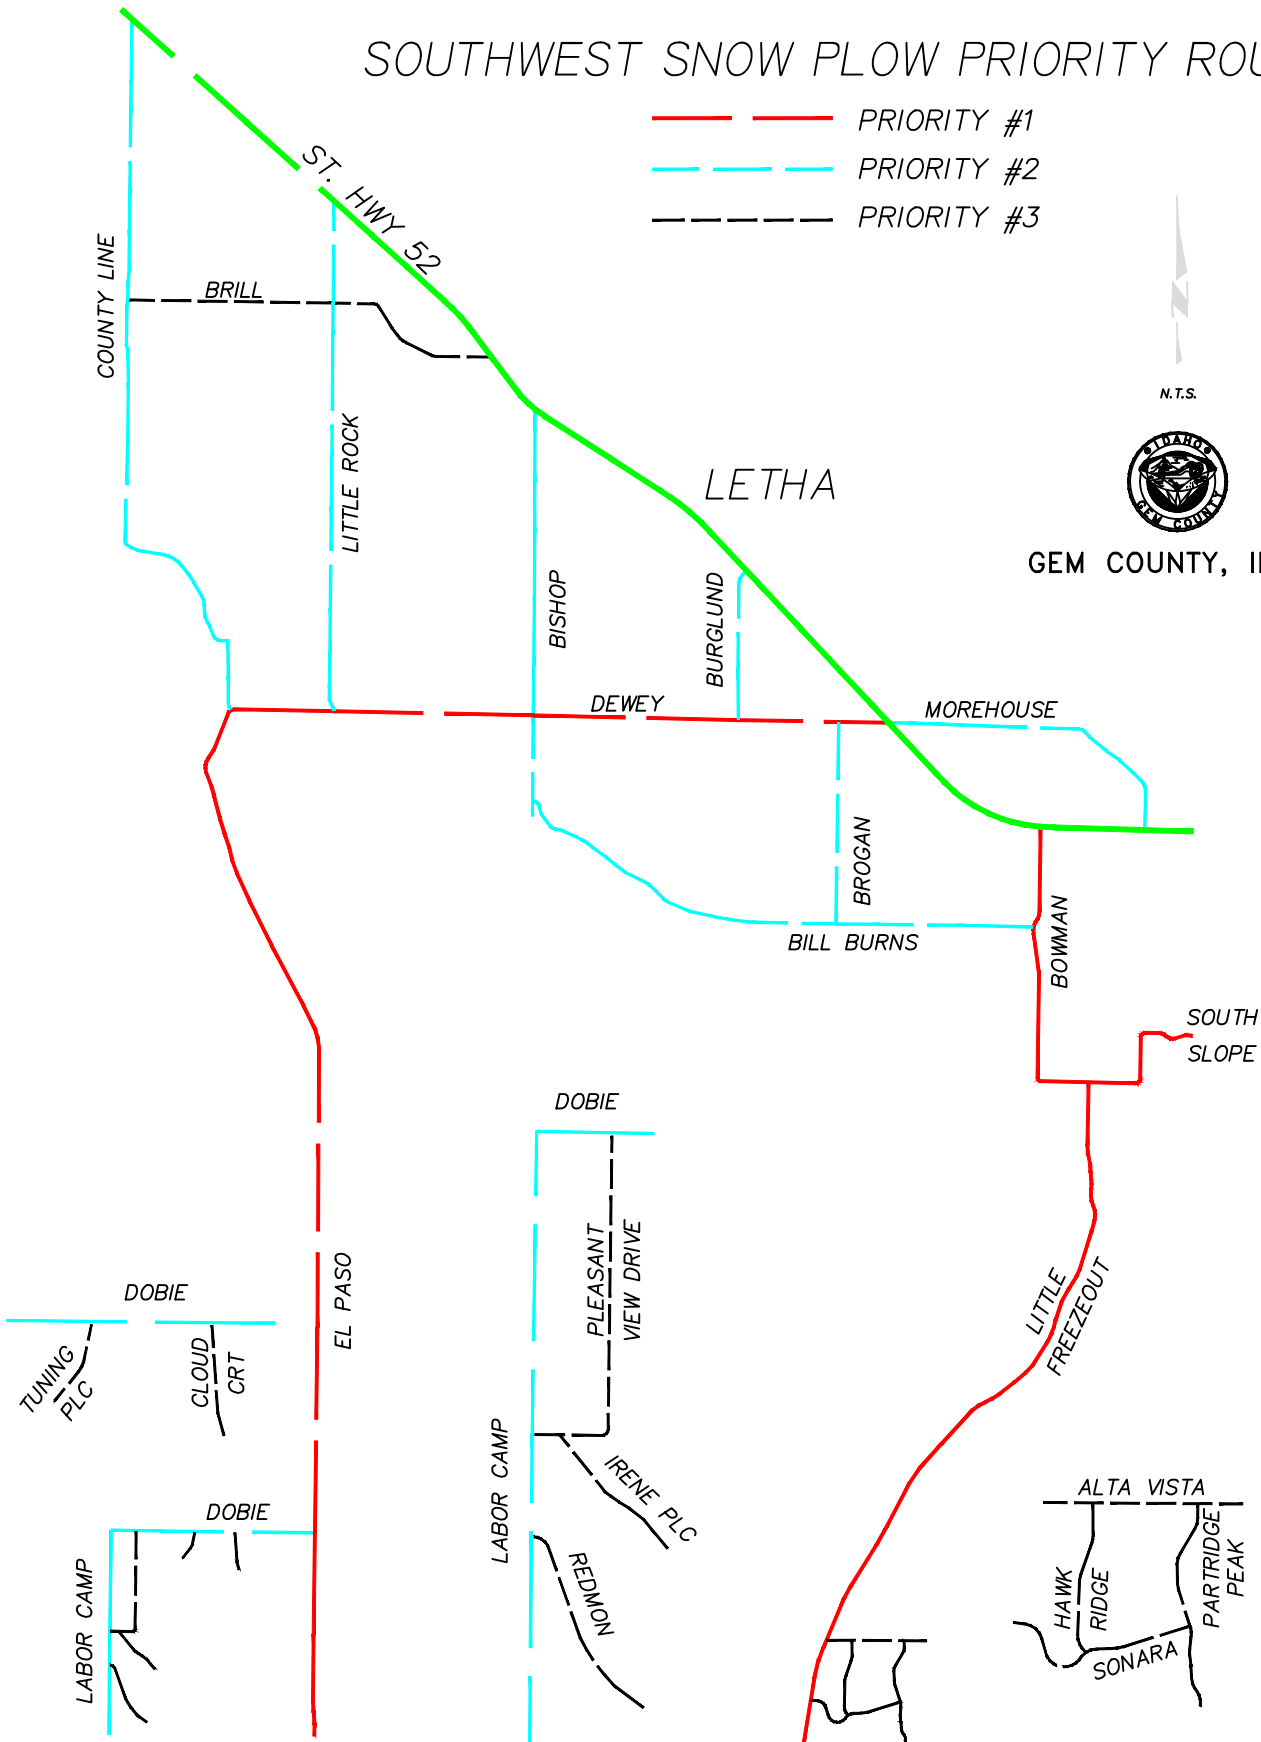 SOUTHWEST SNOW PLOW PRIORITY ROU
PRIORITY #1
PRIORITY #2
PRIORITY #3
ST. HWY 52
COUNTY LINE
BRILL
LITTLE ROCK
N.T.S.
IDAHO
GEM COUNTY
GEM COUNTY, I
LETHA
BISHOP
BURGLUND
DEWEY
MOREHOUSE
BROGAN
BILL BURNS
BOWMAN
SOUTH
SLOPE
DOBIE
PLEASANT
VIEW DRIVE
EL PASO
DOBIE
TUNING
PLC
CLOUD
CRT
LITTLE
FREEZEOUT
LABOR CAMP
IRENE PLC
REDMON
DOBIE
LABOR CAMP
ALTA VISTA
HAWK
RIDGE
PARTRIDGE
PEAK
SONARA